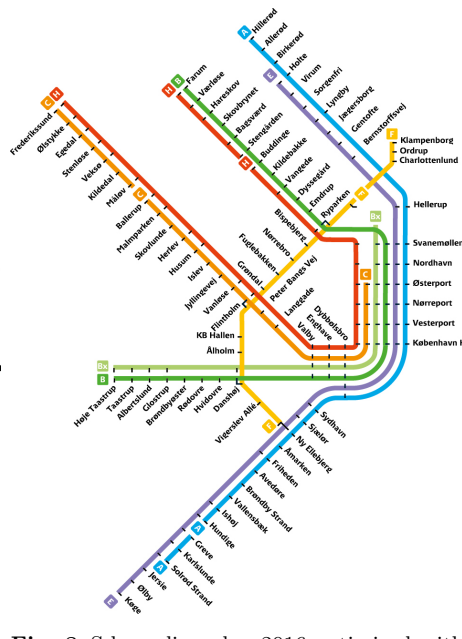 A
Hillerød
Allerød
Birkerød
Holte
Virum
Sorgenfri
Lyngby
Jægersborg
Gentofte
Bernstorffsvej
E
H
B
Farum
Værløse
Hareskov
Skovbrynet
Bagsværd
Stengården
Buddinge
Kildebakke
Vangede
Dyssegård
Emdrup
Ryparken
H
F
Klampenborg
Ordrup
Charlottenlund
F
Hellerup
Bx
Svanemøllen
Nordhavn
Østerport
Nørreport
Vesterport
København H
C
C
H
Frederikssund
Ølstykke
Egedal
Stenløse
Veksø
Kildedal
Måløv
C
Ballerup
Malmparken
Skovlunde
Herlev
Husum
Islev
Jyllingevej
Vanløse
Flintholm
Bispebjerg
Nørrebro
Fuglebakken
Grøndal
Peter Bangs Vej
Langgade
Valby
Enghave
Dybbølsbro
KB Hallen
Ålholm
Bx
B
Høje Taastrup
Taastrup
Albertslund
Glostrup
Brøndbyøster
Rødovre
Hvidovre
Danshøj
Vigerslev Allé
F
Sydhavn
Sjælør
Ny Ellebjerg
Åmarken
Friheden
Avedøre
Brøndby Strand
Vallensbæk
Ishøj
Hundige
A
Greve
Karlslunde
Solrød Strand
A
Jersie
Ølby
Køge
E